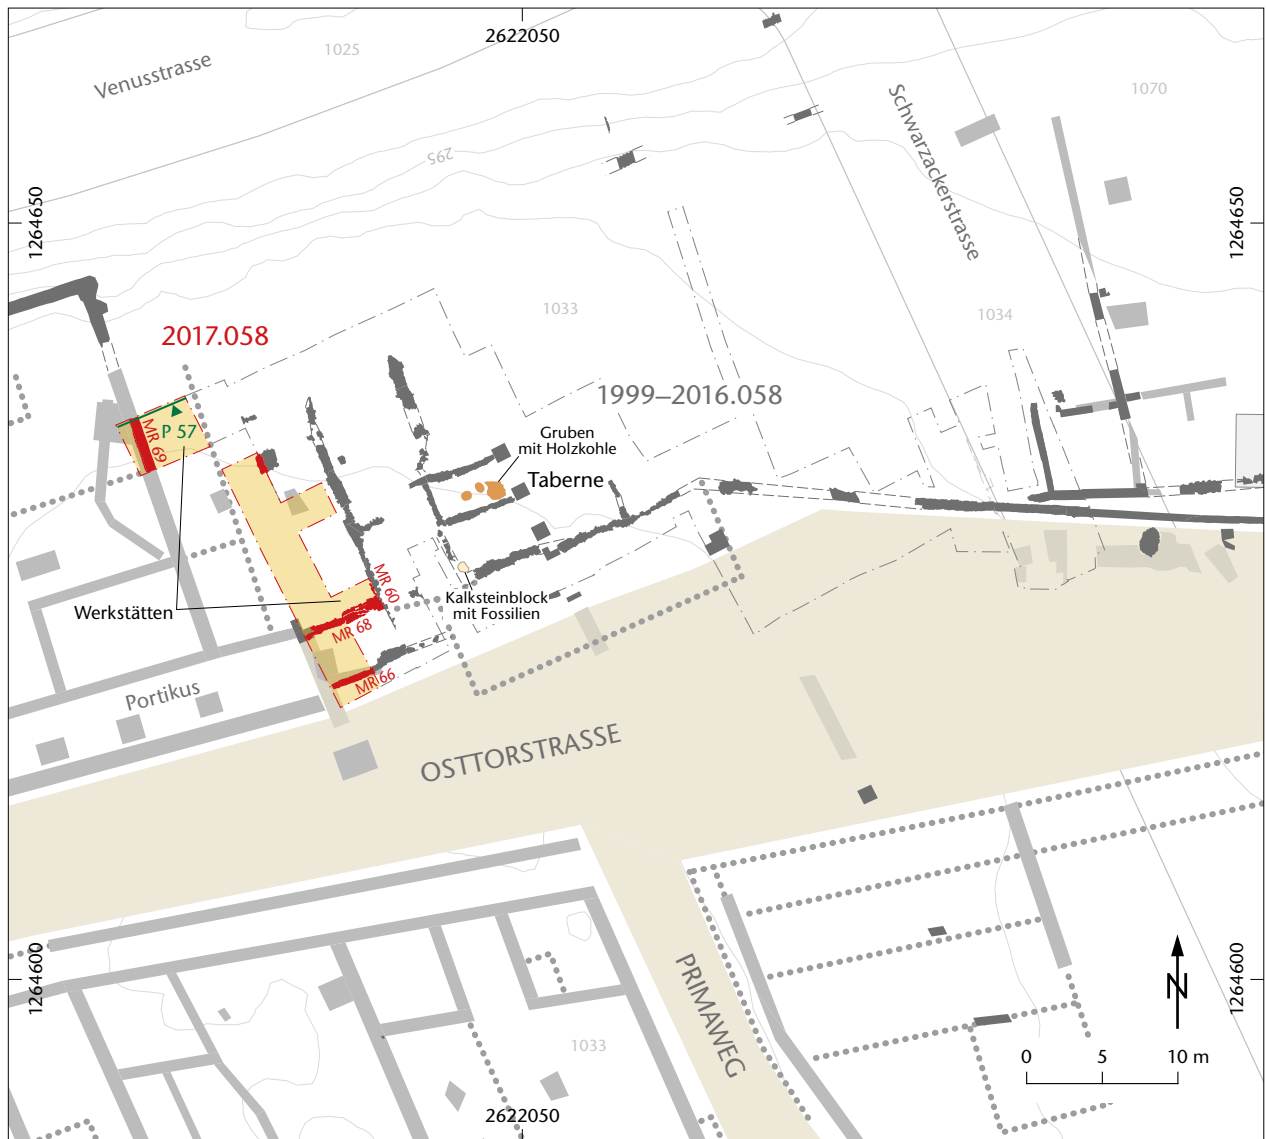 2622050
Venusstrasse
1025
Schwarzackerstrasse
1070
295
1264650
1264650
2017.058
1033
1034
1999–2016.058
MR 69
P 57
Gruben
mit Holzkohle
Taberne
MR 60
Kalksteinblock
mit Fossilien
Werkstätten
MR 68
MR 66
Portikus
OSTTORSTRASSE
1264600
1264600
PRIMAWEG
N
1033
0 5 10 m
2622050